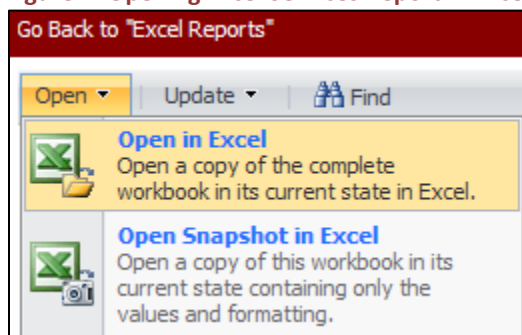 Go Back to "Excel Reports"
Open Update Find
Open in Excel
Open a copy of the complete
workbook in its current state in Excel.
Open Snapshot in Excel
Open a copy of this workbook in its
current state containing only the
values and formatting.